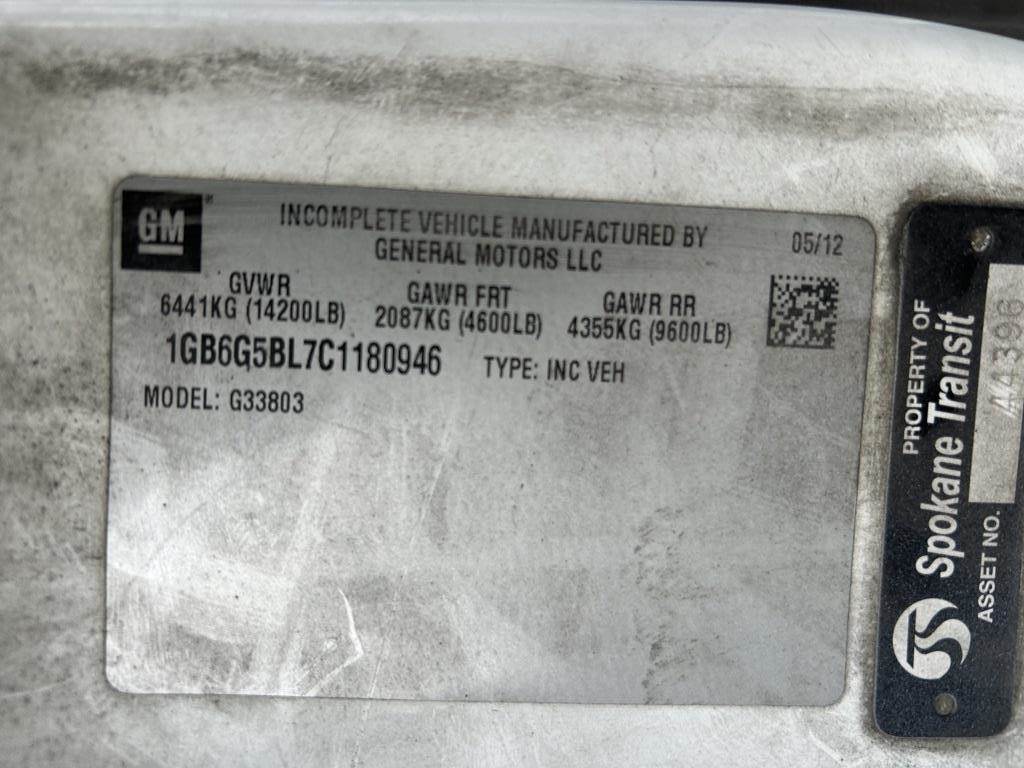 GM
INCOMPLETE VEHICLE MANUFACTURED BY
GENERAL MOTORS LLC
05/12
GVWR
6441KG (14200LB)
GAWR FRT
2087KG (4600LB)
GAWR RR
4355KG (9600LB)
1GB6G5BL7C1180946
TYPE: INC VEH
MODEL: G33803
PROPERTY OF
Spokane Transit
ASSET NO.
44396